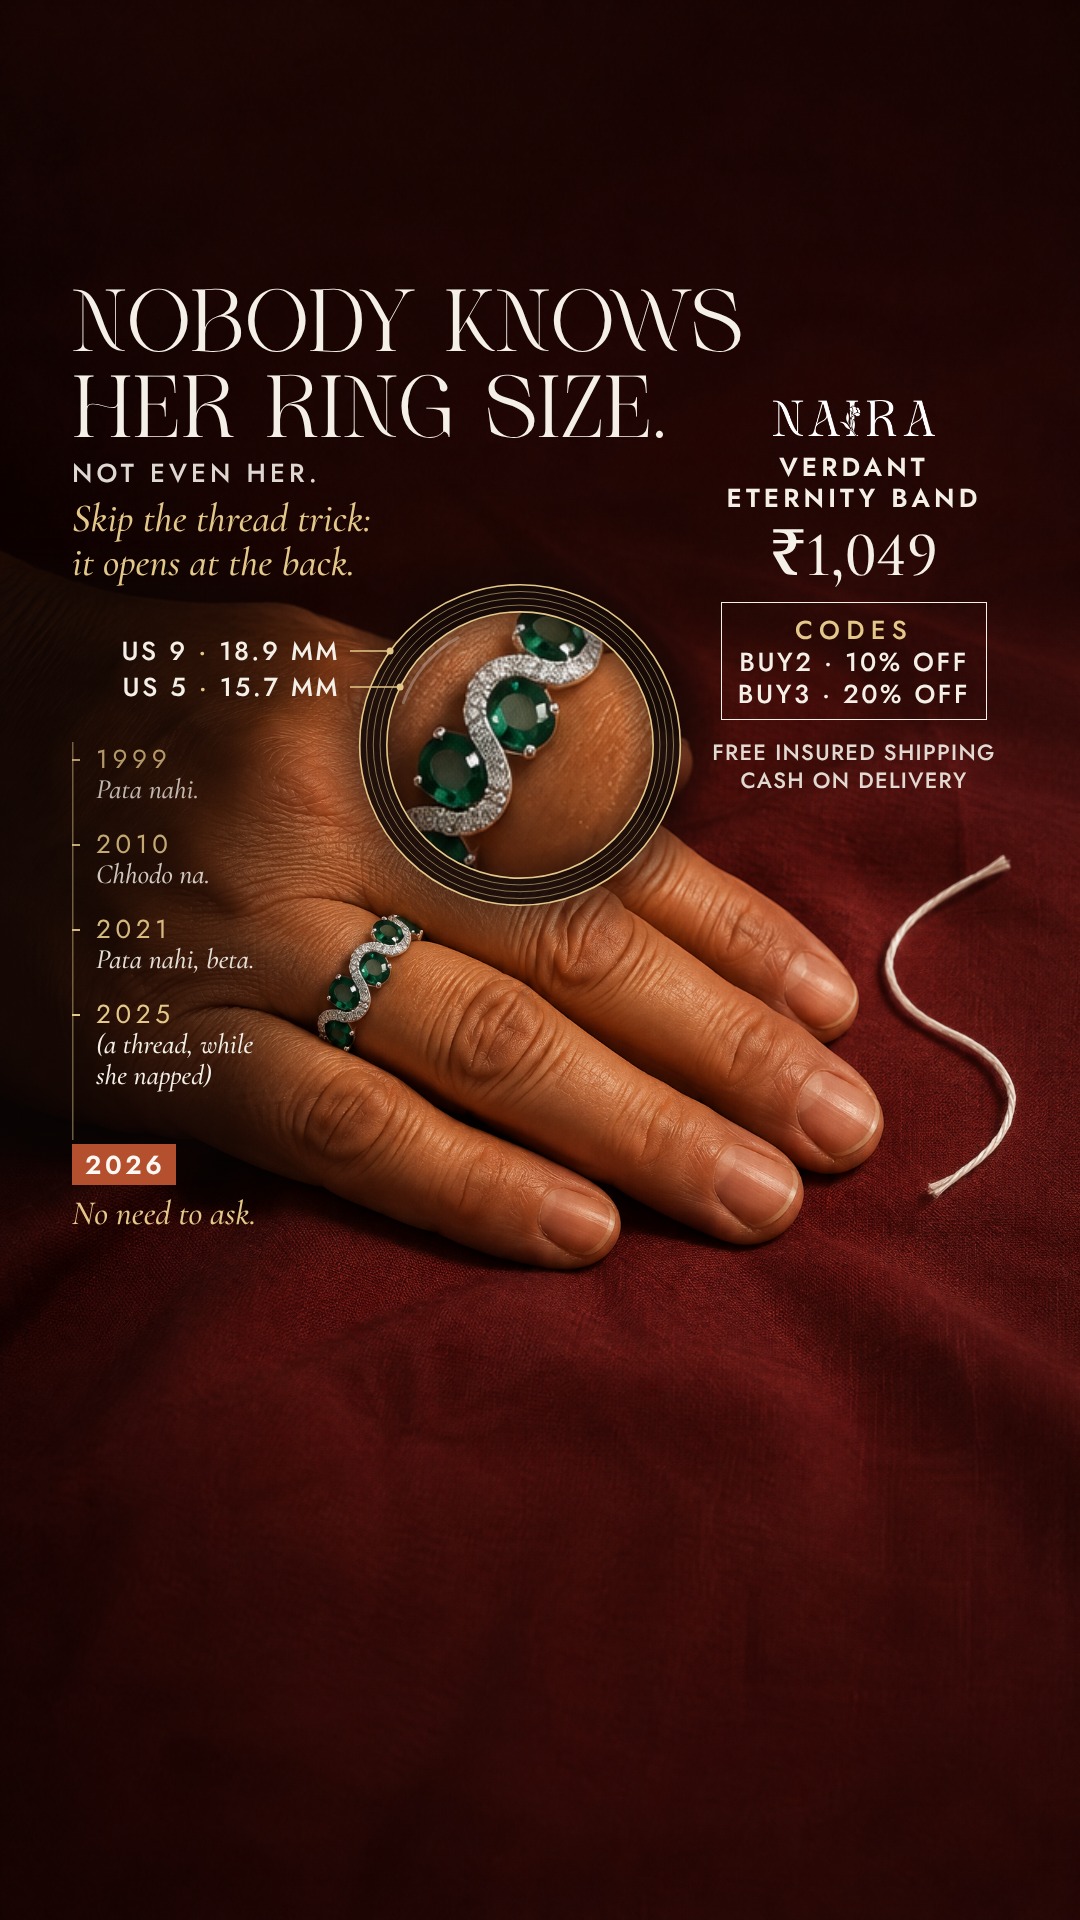 NOBODY KNOWS
HER RING SIZE.
NOT EVEN HER.
Skip the thread trick:
it opens at the back.
NAIRA
VERDANT
ETERNITY BAND
₹1,049
CODES
BUY2 · 10% OFF
BUY3 · 20% OFF
FREE INSURED SHIPPING
CASH ON DELIVERY
US 9 · 18.9 MM
US 5 · 15.7 MM
1999
Pata nahi.
2010
Chhodo na.
2021
Pata nahi, beta.
2025
(a thread, while
she napped)
2026
No need to ask.